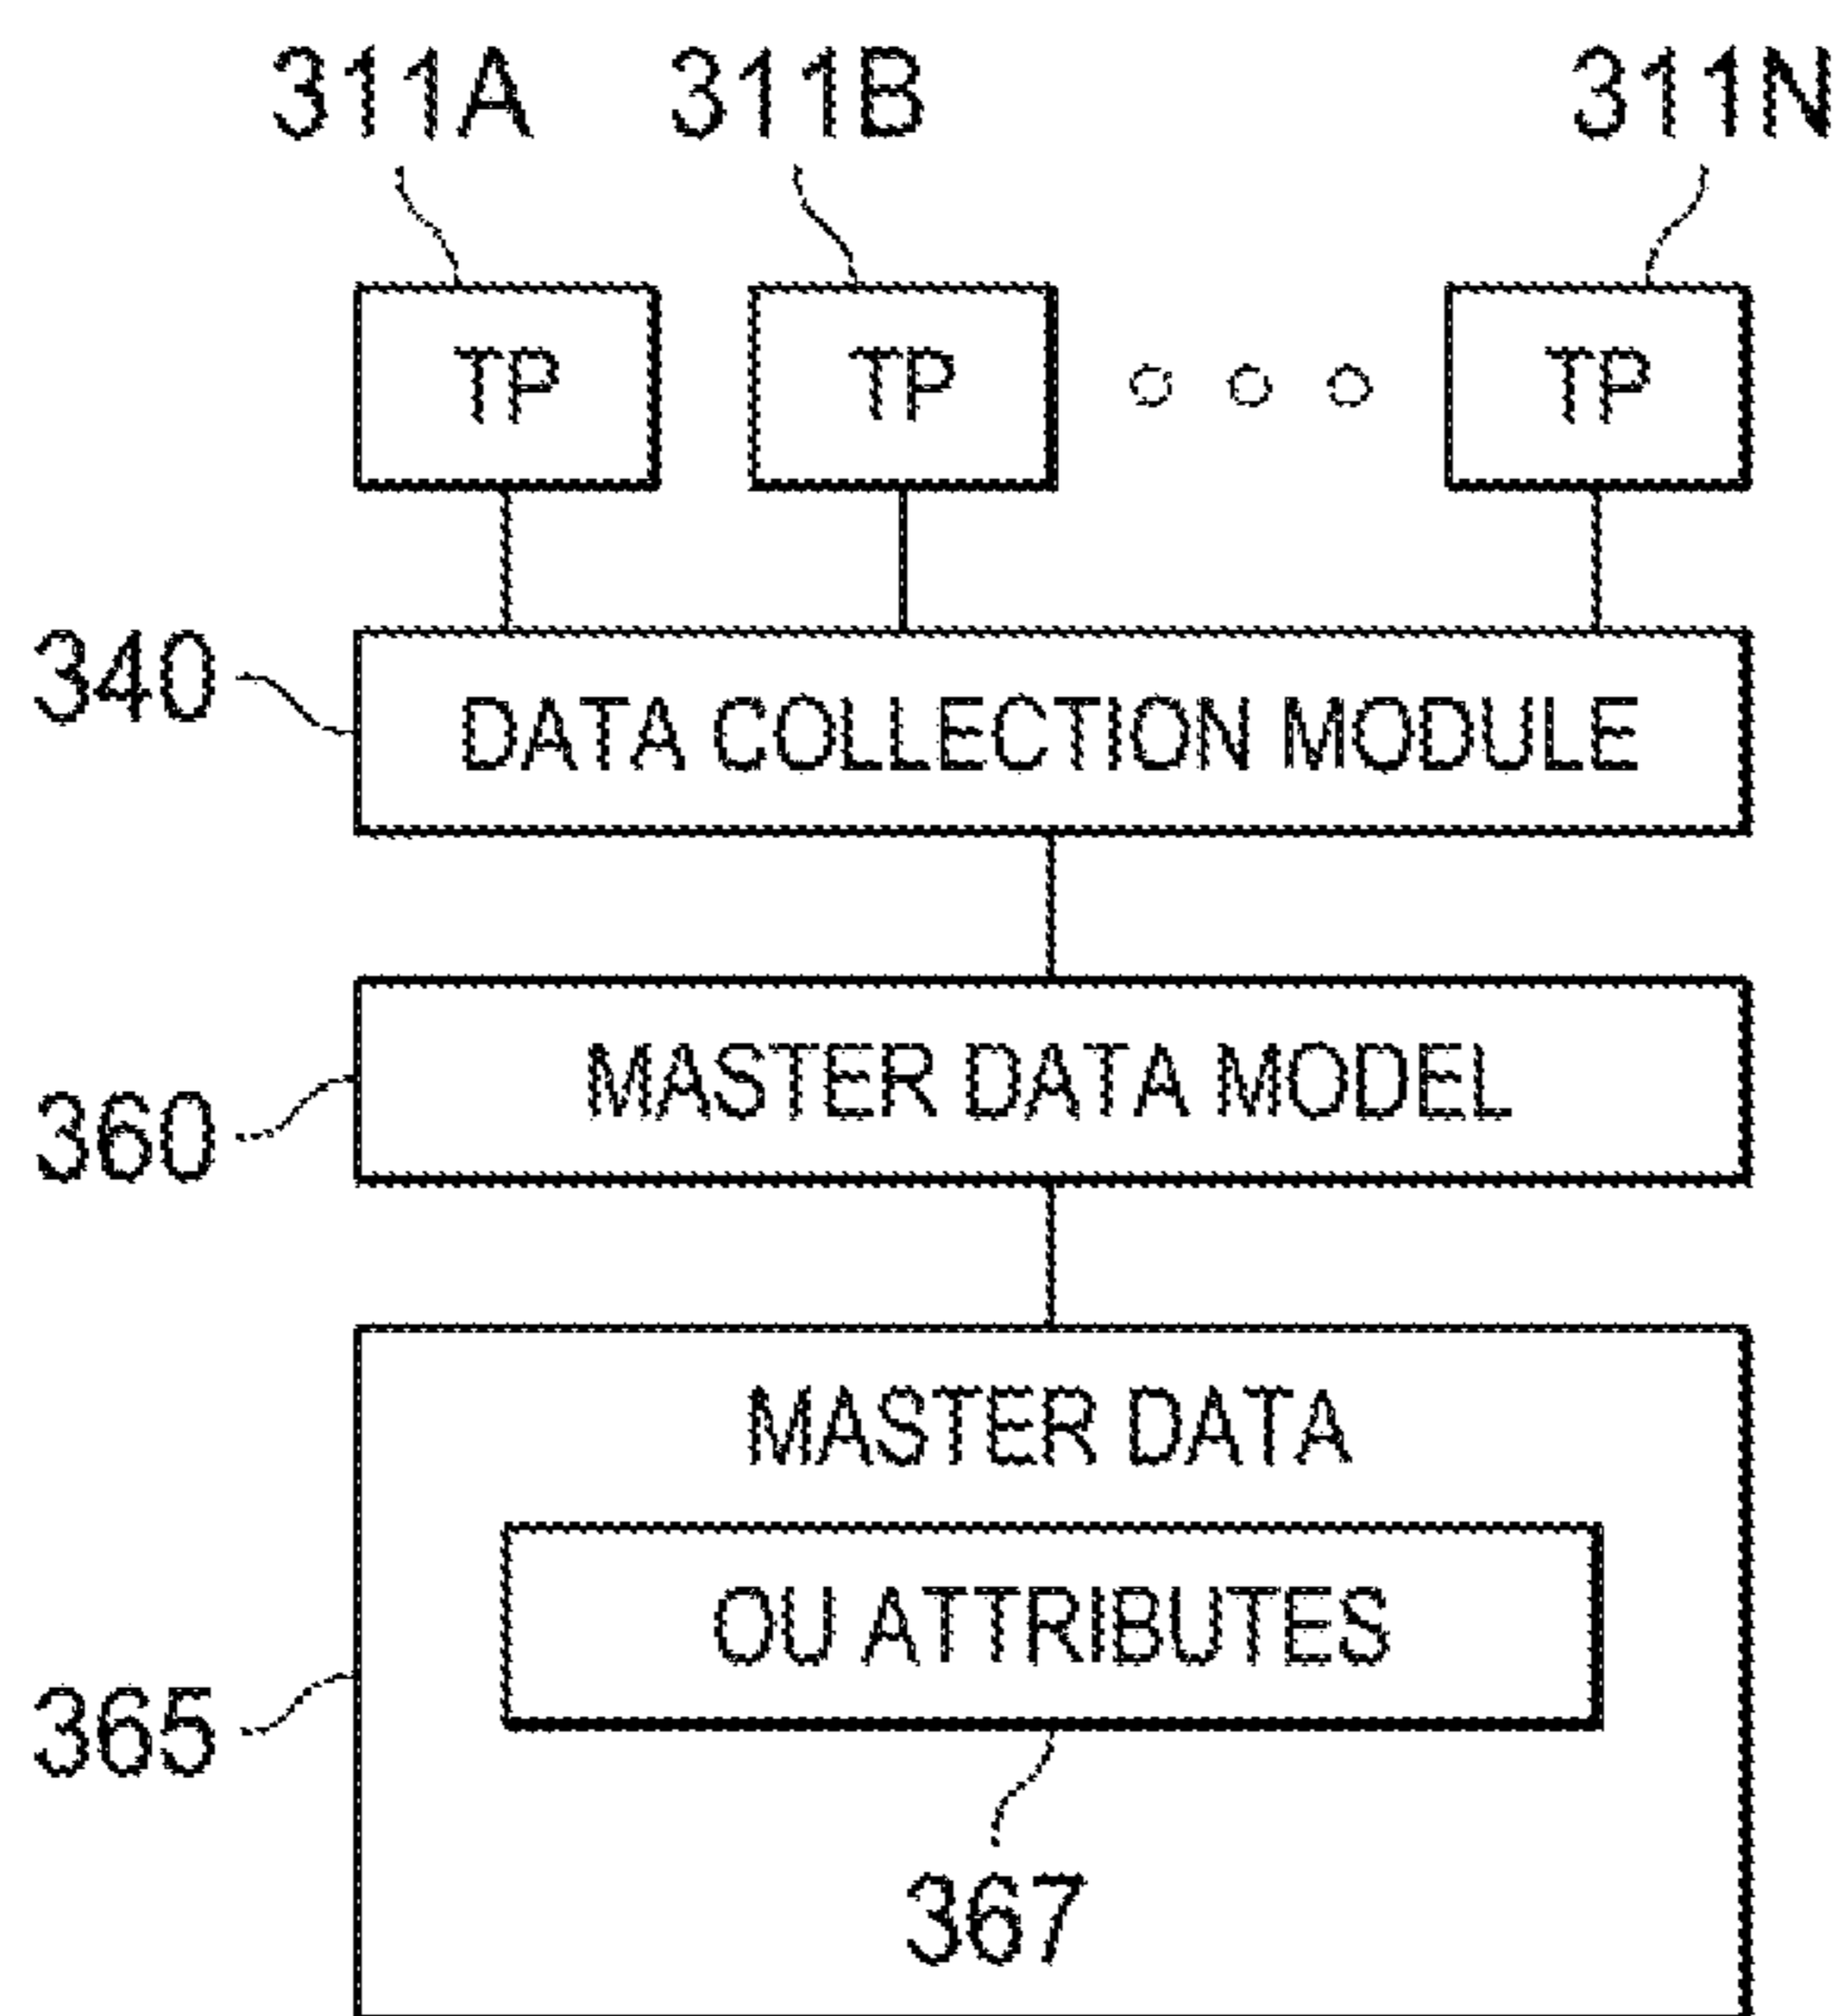 311A 311B 311N
TP TP TP
340 DATA COLLECTION MODULE
MASTER DATA MODEL
360
MASTER DATA
OU ATTRIBUTES
365
367